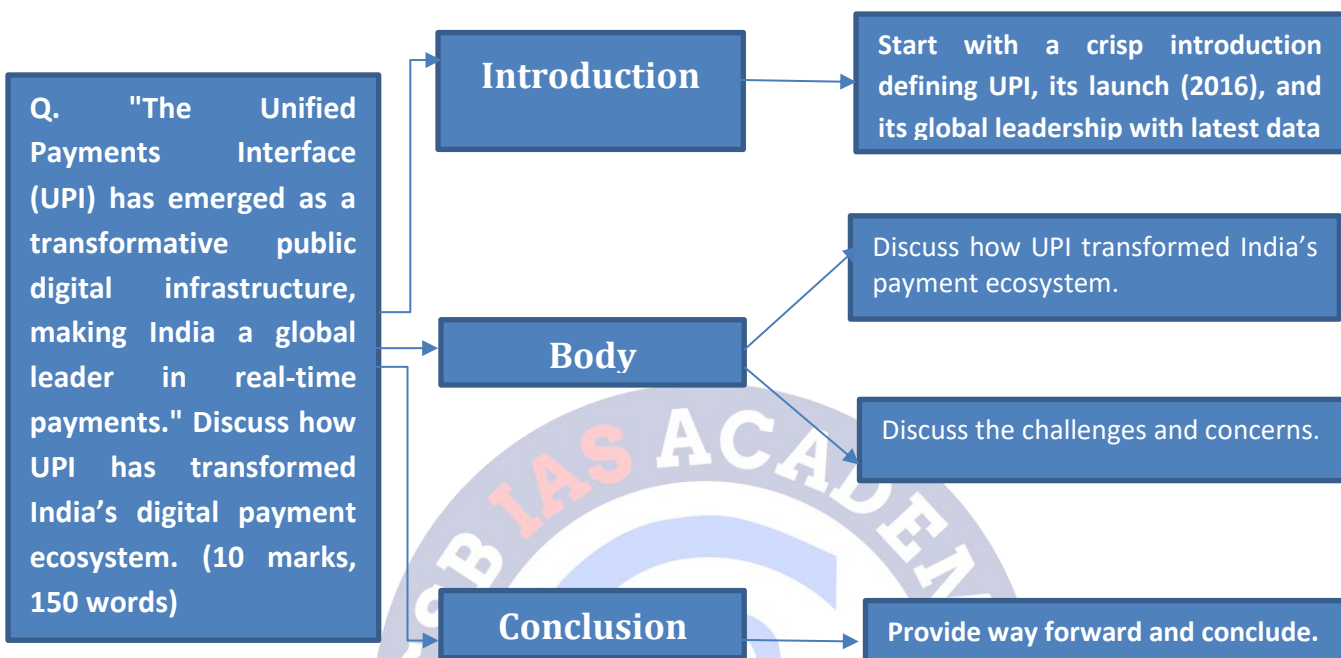 Q. "The Unified
Payments Interface
(UPI) has emerged as a
transformative public
digital infrastructure,
making India a global
leader in real-time
payments." Discuss how
UPI has transformed
India’s digital payment
ecosystem. (10 marks,
150 words)
Introduction
Start with a crisp introduction
defining UPI, its launch (2016), and
its global leadership with latest data
Body
Discuss how UPI transformed India’s
payment ecosystem.
Discuss the challenges and concerns.
Conclusion
Provide way forward and conclude.
IAS